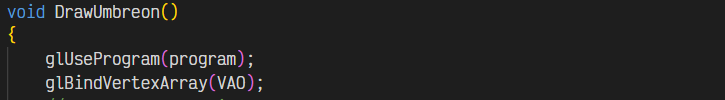 void DrawUmbreon()
{
glUseProgram(program);
glBindVertexArray(VAO);